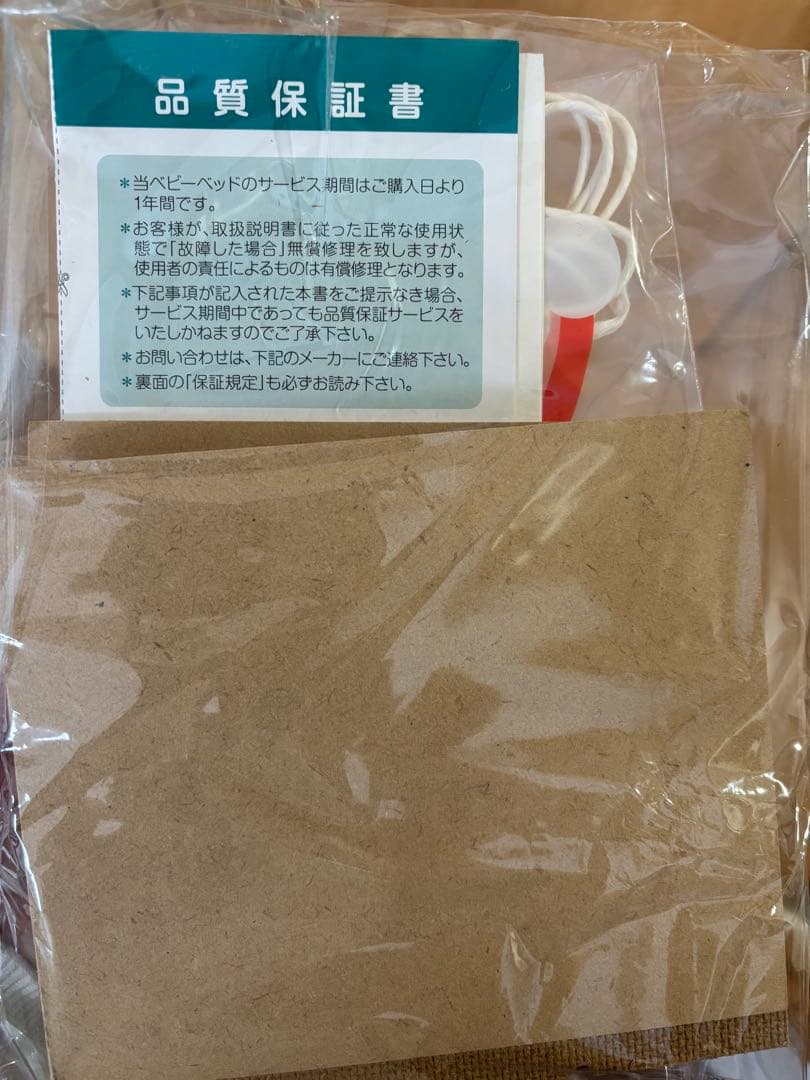 品質保証書
*当ベビーベッドのサービス期間はご購入日より
1年間です。
*お客様が、取扱説明書に従った正常な使用状
態で「故障した場合」無償修理を致しますが、
使用者の責任によるものは有償修理となります。
*下記事項が記入された本書をご提示なき場合、
サービス期間中であっても品質保証サービスを
いたしかねますのでご了承下さい。
*お問い合わせは、下記のメーカーにご連絡下さい。
*裏面の「保証規定」も必ずお読み下さい。